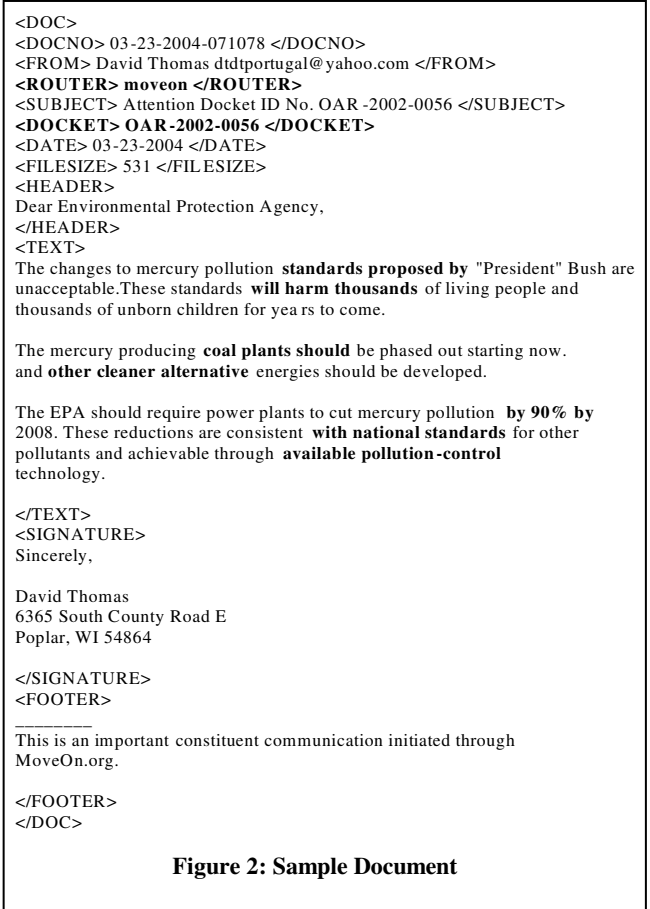 <DOC>
<DOCNO> 03-23-2004-071078 </DOCNO>
<FROM> David Thomas dtdtportugal@yahoo.com </FROM>
<ROUTER> moveon </ROUTER>
<SUBJECT> Attention Docket ID No. OAR -2002-0056 </SUBJECT>
<DOCKET> OAR-2002-0056 </DOCKET>
<DATE> 03-23-2004 </DATE>
<FILESIZE> 531 </FILESIZE>
<HEADER>
Dear Environmental Protection Agency,
</HEADER>
<TEXT>
The changes to mercury pollution standards proposed by "President" Bush are
unacceptable.These standards will harm thousands of living people and
thousands of unborn children for yea rs to come.

The mercury producing coal plants should be phased out starting now.
and other cleaner alternative energies should be developed.

The EPA should require power plants to cut mercury pollution by 90% by
2008. These reductions are consistent with national standards for other
pollutants and achievable through available pollution-control
technology.

</TEXT>
<SIGNATURE>
Sincerely,

David Thomas
6365 South County Road E
Poplar, WI 54864

</SIGNATURE>
<FOOTER>
________
This is an important constituent communication initiated through
MoveOn.org.

</FOOTER>
</DOC>
Figure 2: Sample Document